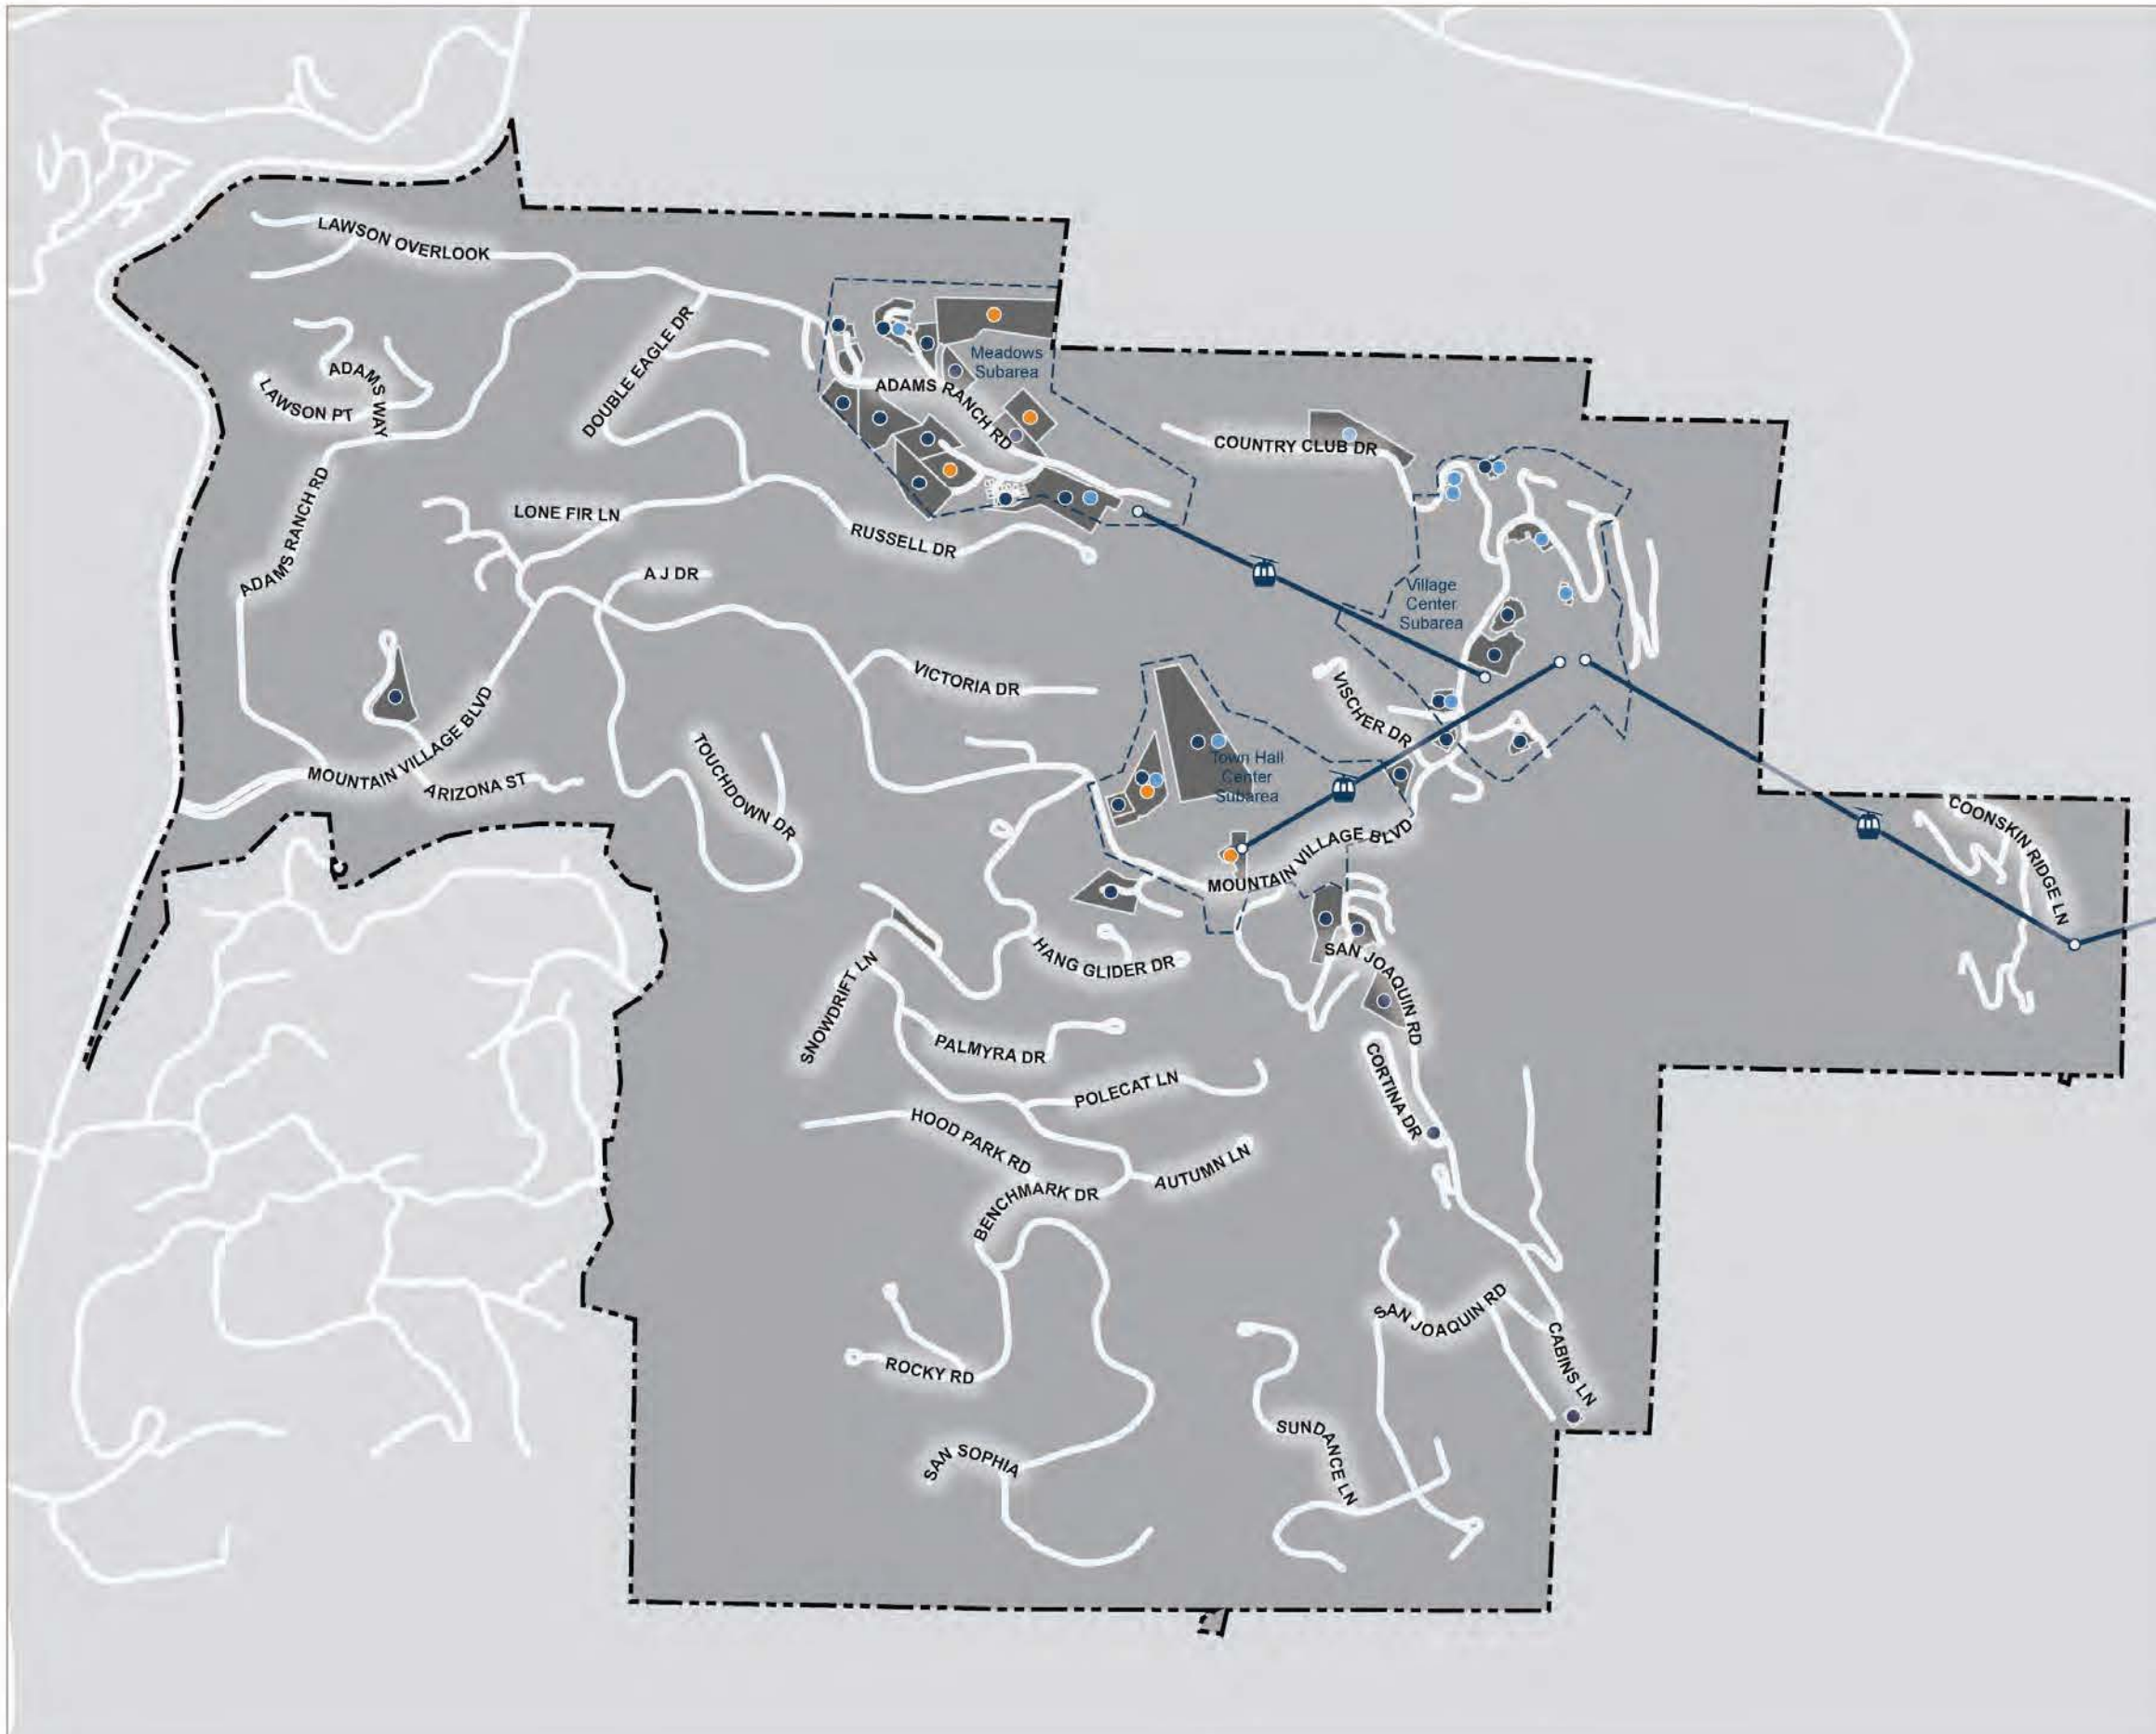 LAWSON OVERLOOK
DOUBLE EAGLE DR
ADAMS WAY
LAWSON PT
Meadows
Subarea
ADAMS RANCH RD
COUNTRY CLUB DR
ADAMS RANCH RD
LONE FIR LN
RUSSELL DR
A J DR
Village
Center
Subarea
VICTORIA DR
VISCHER DR
MOUNTAIN VILLAGE BLVD
ARIZONA ST
TOUCHDOWN DR
Town Hall
Center
Subarea
COONSKIN RIDGE LN
MOUNTAIN VILLAGE BLVD
HANG GLIDER DR
SAN JOAQUIN RD
SNOWDRIFT LN
PALMYRA DR
CORTINA DR
POLECAT LN
HOOD PARK RD
AUTUMN LN
BENCHMARK DR
SAN JOAQUIN RD
CABINS LN
ROCKY RD
SUNDANCE LN
SAN SOPHIA